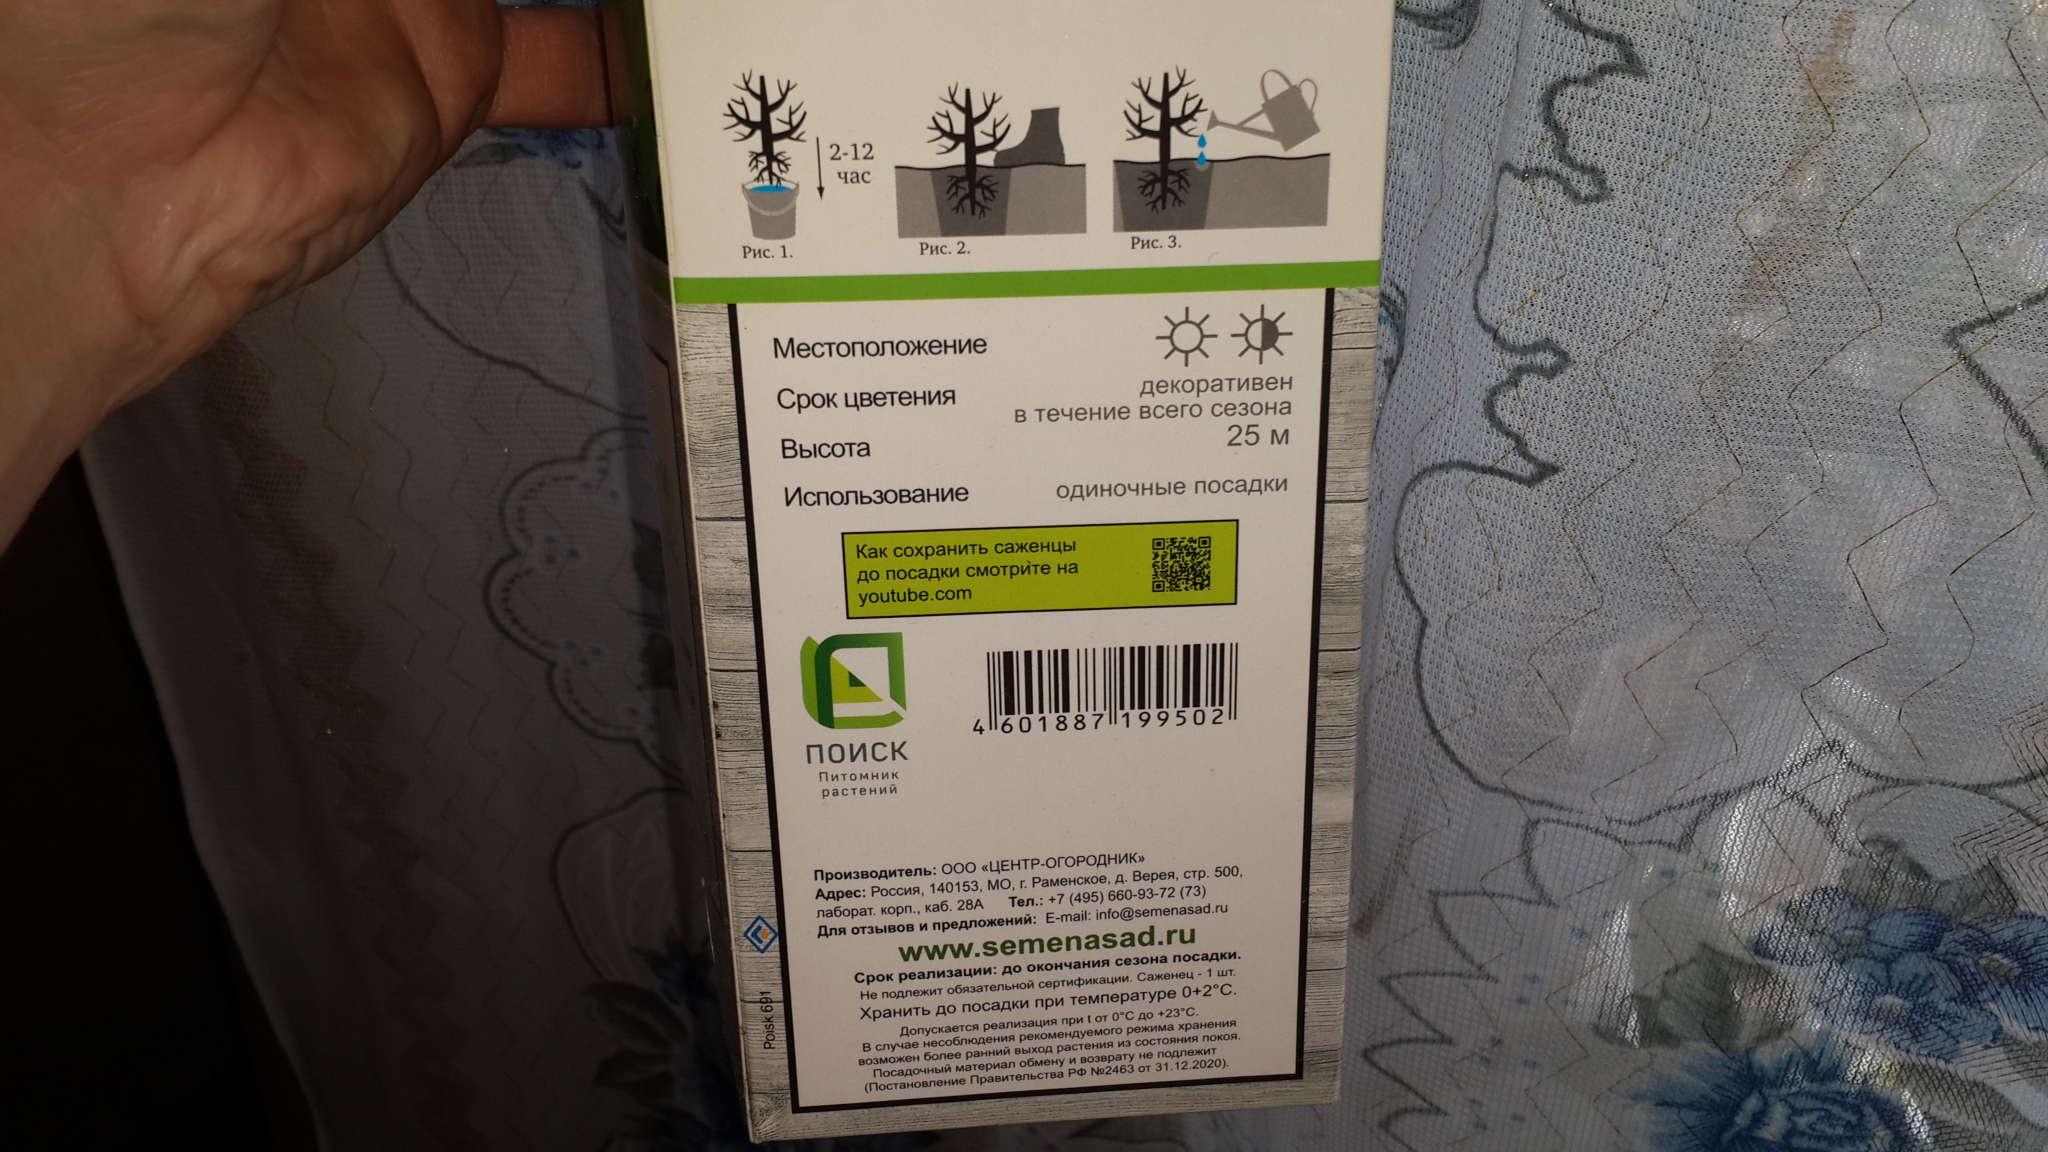 2-12
час
Рис. 1.
Рис. 2.
Рис. 3.
Местоположение
Срок цветения
декоративен
в течение всего сезона
Высота
25 м
Использование
одиночные посадки
Как сохранить саженцы
до посадки смотрите на
youtube.com
ПОИСК
Питомник
растений
4 601887 199502
Производитель: ООО «ЦЕНТР-ОГОРОДНИК»
Адрес: Россия, 140153, МО, г. Раменское, д. Верея, стр. 500,
лаборат. корп., каб. 28А Тел.: +7 (495) 660-93-72 (73)
Для отзывов и предложений: E-mail: info@semenasad.ru
www.semenasad.ru
Срок реализации: до окончания сезона посадки.
Не подлежит обязательной сертификации. Саженец - 1 шт.
Хранить до посадки при температуре 0+2°С.
Допускается реализация при t от 0°С до +23°С.
В случае несоблюдения рекомендуемого режима хранения
возможен более ранний выход растения из состояния покоя.
Посадочный материал обмену и возврату не подлежит
(Постановление Правительства РФ №2463 от 31.12.2020).
Poisk 691